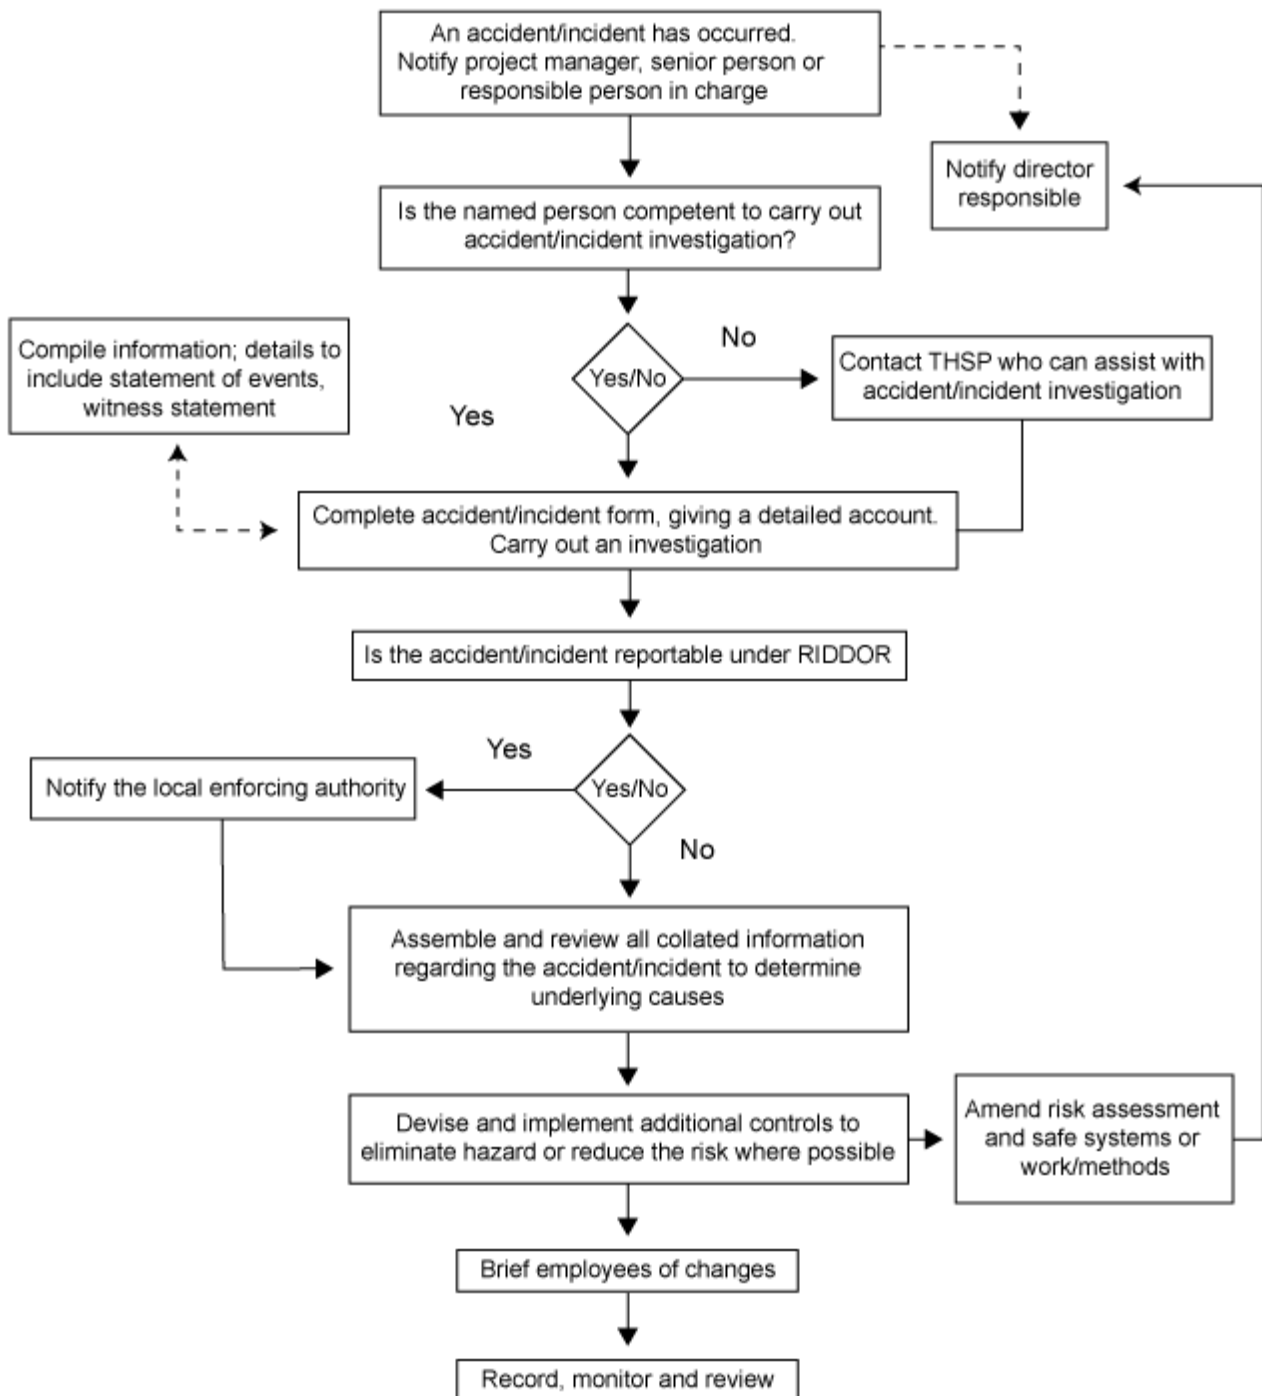 An accident/incident has occurred.
Notify project manager, senior person or
responsible person in charge
Notify director
responsible
Is the named person competent to carry out
accident/incident investigation?
Compile information; details to
include statement of events,
witness statement
Yes/No
No
Contact THSP who can assist with
accident/incident investigation
Yes
Complete accident/incident form, giving a detailed account.
Carry out an investigation
Is the accident/incident reportable under RIDDOR
Yes
Yes/No
Notify the local enforcing authority
No
Assemble and review all collated information
regarding the accident/incident to determine
underlying causes
Devise and implement additional controls to
eliminate hazard or reduce the risk where possible
Amend risk assessment
and safe systems or
work/methods
Brief employees of changes
Record, monitor and review